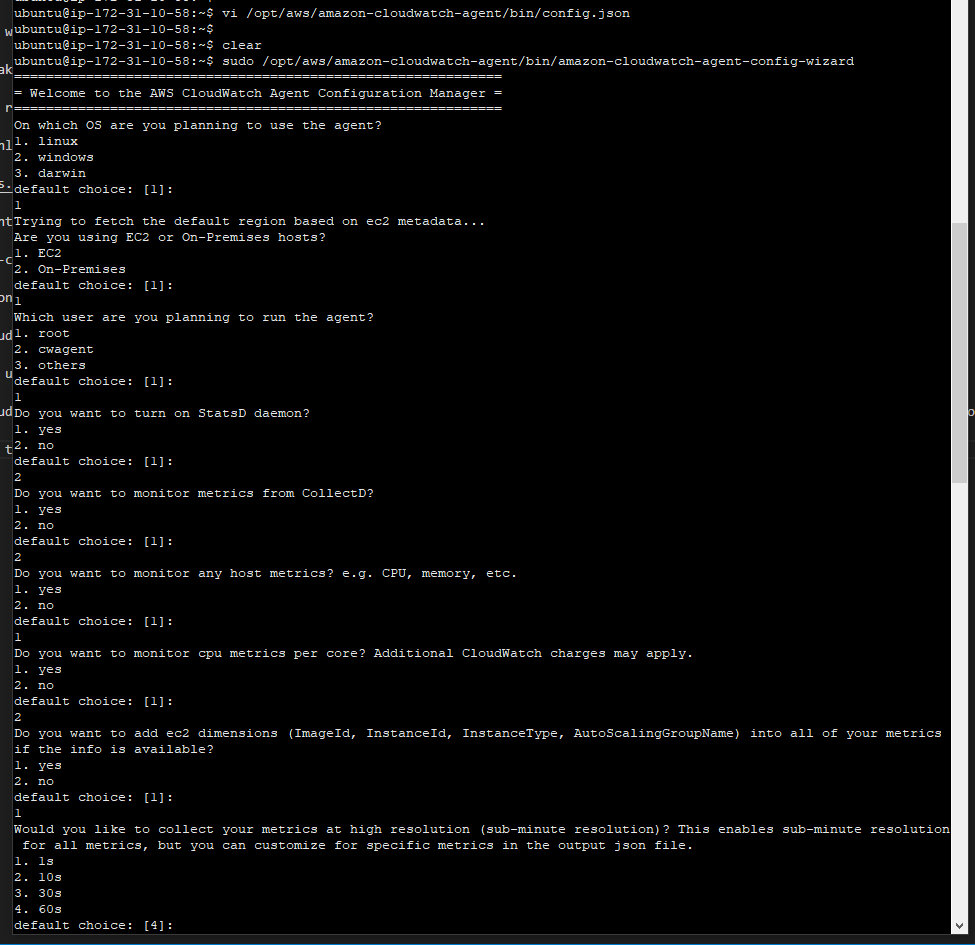 ubuntu@ip-172-31-10-58:~$ vi /opt/aws/amazon-cloudwatch-agent/bin/config.json
ubuntu@ip-172-31-10-58:~$
ubuntu@ip-172-31-10-58:~$ clear
ubuntu@ip-172-31-10-58:~$ sudo /opt/aws/amazon-cloudwatch-agent/bin/amazon-cloudwatch-agent-config-wizard
=============================================================
= Welcome to the AWS CloudWatch Agent Configuration Manager =
=============================================================
On which OS are you planning to use the agent?
1. linux
2. windows
3. darwin
default choice: [1]:
1
Trying to fetch the default region based on ec2 metadata...
Are you using EC2 or On-Premises hosts?
1. EC2
2. On-Premises
default choice: [1]:
1
Which user are you planning to run the agent?
1. root
2. cwagent
3. others
default choice: [1]:
1
Do you want to turn on StatsD daemon?
1. yes
2. no
default choice: [1]:
2
Do you want to monitor metrics from CollectD?
1. yes
2. no
default choice: [1]:
2
Do you want to monitor any host metrics? e.g. CPU, memory, etc.
1. yes
2. no
default choice: [1]:
1
Do you want to monitor cpu metrics per core? Additional CloudWatch charges may apply.
1. yes
2. no
default choice: [1]:
2
Do you want to add ec2 dimensions (ImageId, InstanceId, InstanceType, AutoScalingGroupName) into all of your metrics
if the info is available?
1. yes
2. no
default choice: [1]:
1
Would you like to collect your metrics at high resolution (sub-minute resolution)? This enables sub-minute resolution
for all metrics, but you can customize for specific metrics in the output json file.
1. 1s
2. 10s
3. 30s
4. 60s
default choice: [4]: